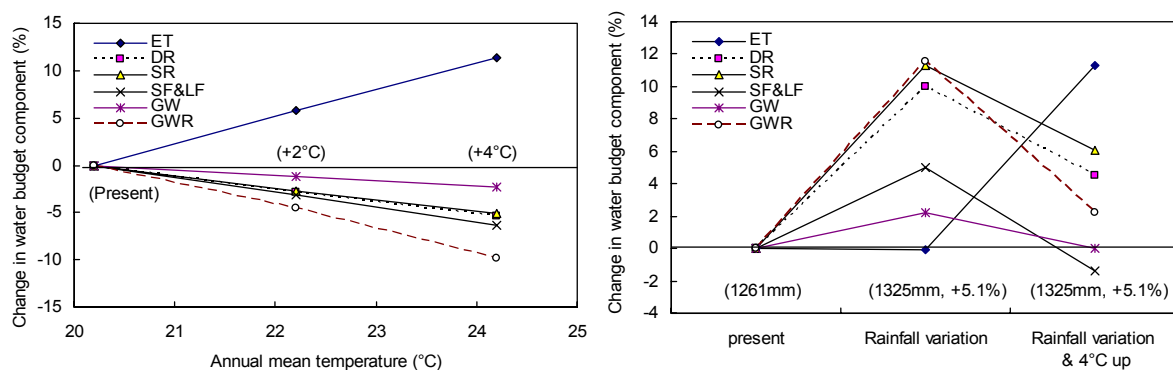 Change in water budget component (%)
15
10
5
0
-5
-10
-15
ET
DR
SR
SF&LF
GW
GWR
(Present)
(+2°C)
(+4°C)
20
21
22
23
24
25
Annual mean temperature (°C)
Change in water budget component (%)
14
12
10
8
6
4
2
0
-2
-4
ET
DR
SR
SF&LF
GW
GWR
(1261mm)
(1325mm, +5.1%)
(1325mm, +5.1%)
present
Rainfall variation
Rainfall variation
& 4°C up